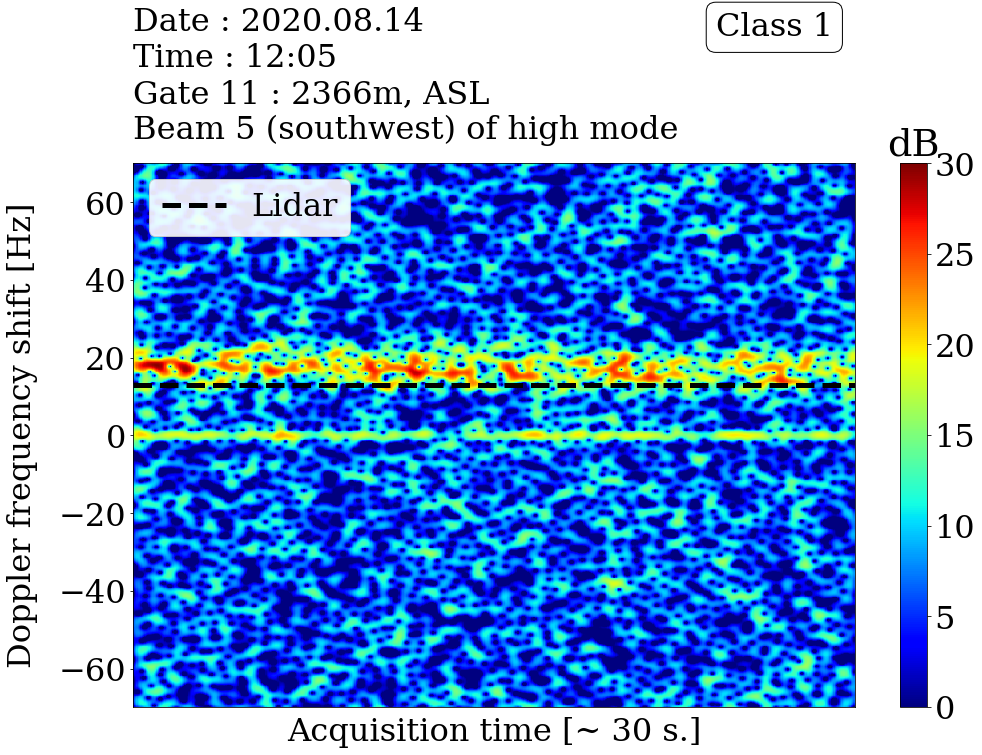 Date : 2020.08.14
Time : 12:05
Gate 11 : 2366m, ASL
Beam 5 (southwest) of high mode
Class 1
dB
Lidar
Doppler frequency shift [Hz]
60
40
20
0
−20
−40
−60
30
25
20
15
10
5
0
Acquisition time [~ 30 s.]